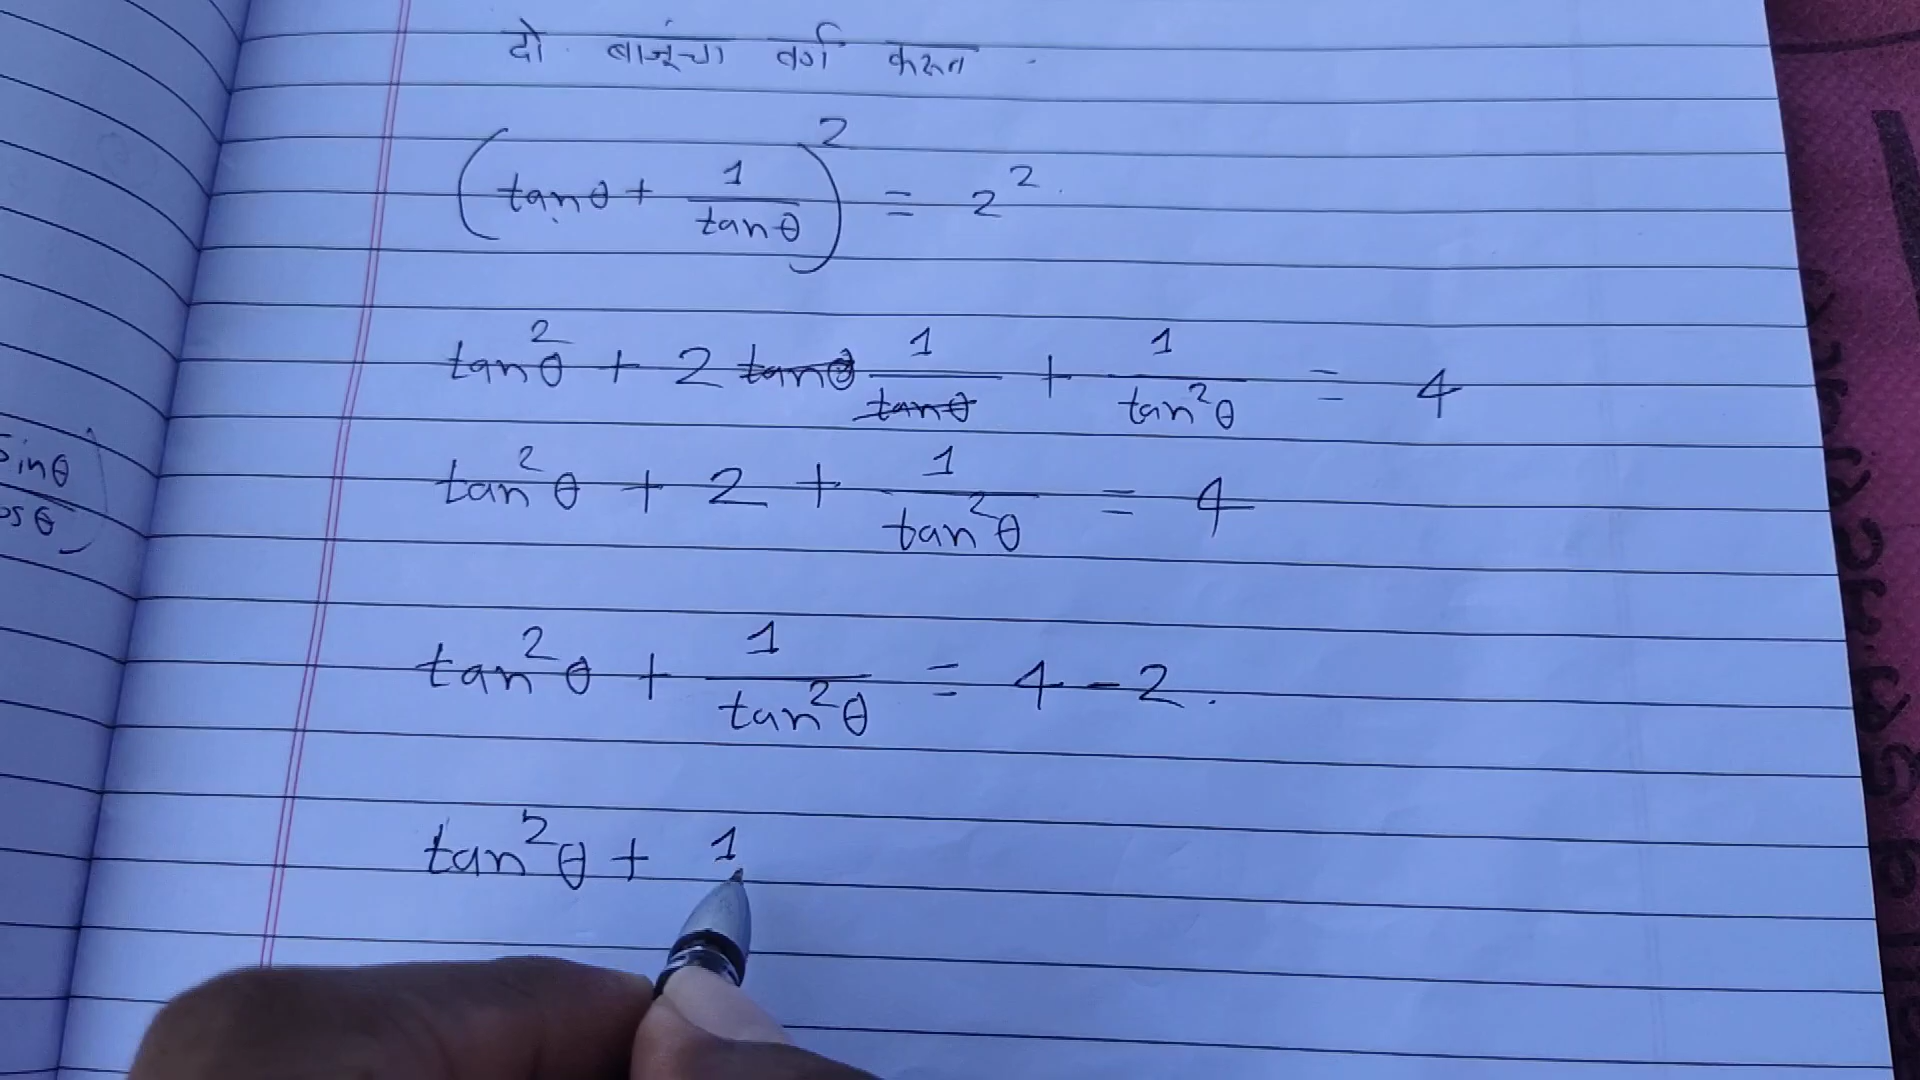 दो बाजूंचा वर्ग करून
(tanθ + 1/tanθ)² = 2²
tan²θ + 2 tanθ 1/tanθ + 1/tan²θ = 4
tan²θ + 2 + 1/tan²θ = 4
tan²θ + 1/tan²θ = 4 - 2.
tan²θ + 1
sinθ